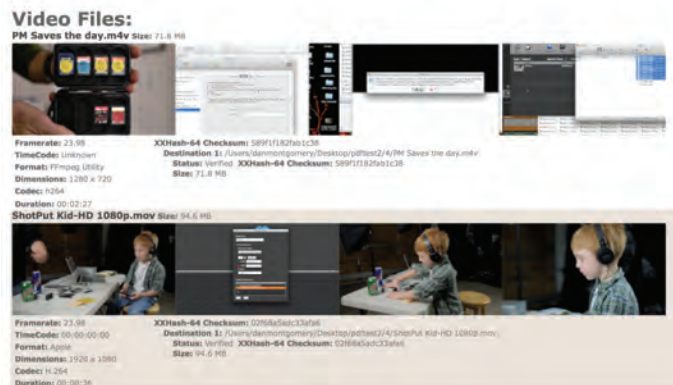 Video Files:
PM Saves the day.m4v Size: 71.8 MB
Framerate: 23.98
TimeCode: Unknown
Format: FFmpeg Utility
Dimensions: 1280 x 720
Codec: h264
Duration: 00:02:27
XXHash-64 Checksum: 589f1f182fab1c38
Destination 1: /Users/danmontgomery/Desktop/pdftest2/4/PM Saves the day.m4v
Status: Verified XXHash-64 Checksum: 589f1f182fab1c38
Size: 71.8 MB
ShotPut Kid-HD 1080p.mov Size: 94.6 MB
Framerate: 23.98
TimeCode: 00:00:00:00
Format: Apple
Dimensions: 1920 x 1080
Codec: H.264
Duration: 00:00:36
XXHash-64 Checksum: 02f68a5adc33afe6
Destination 1: /Users/danmontgomery/Desktop/pdftest2/4/ShotPut Kid-HD 1080p.mov
Status: Verified XXHash-64 Checksum: 02f68a5adc33afe6
Size: 94.6 MB